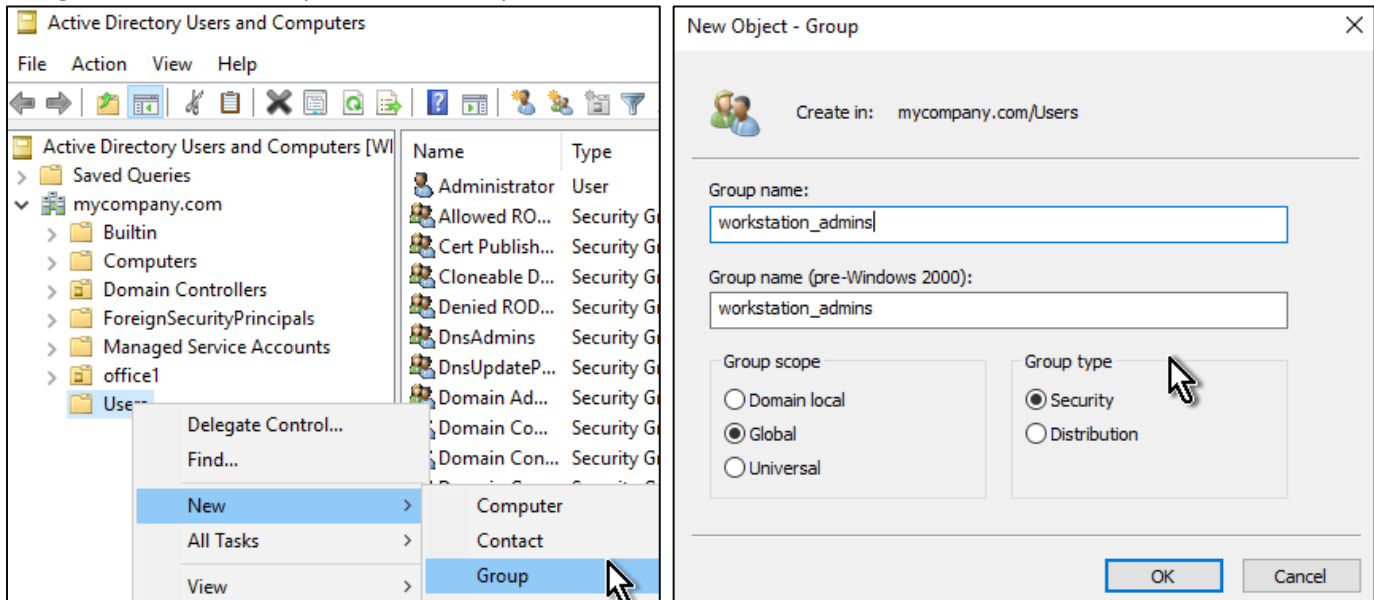 Active Directory Users and Computers
File Action View Help
Active Directory Users and Computers [WI
Saved Queries
mycompany.com
Builtin
Computers
Domain Controllers
ForeignSecurityPrincipals
Managed Service Accounts
office1
Users
Name Type
Administrator User
Allowed RO... Security Gr
Cert Publish... Security Gr
Cloneable D... Security Gr
Denied ROD... Security Gr
DnsAdmins Security Gr
DnsUpdateP... Security Gr
Domain Ad... Security Gr
Domain Co... Security Gr
Domain Con... Security Gr
Delegate Control...
Find...
New
All Tasks
View
Computer
Contact
Group
New Object - Group
Create in: mycompany.com/Users
Group name:
workstation_admins
Group name (pre-Windows 2000):
workstation_admins
Group scope
Domain local
Global
Universal
Group type
Security
Distribution
OK Cancel